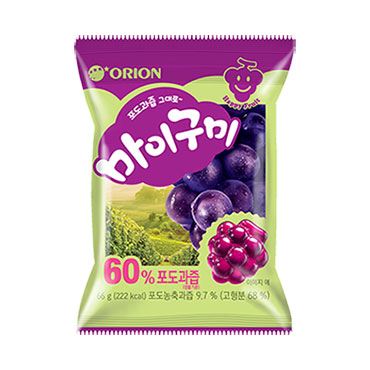 ORION
Happy Fruit
포도과즙 그대로~
마이구미
60% 포도과즙
이미지 예
66 g (222 kcal) 포도농축과즙 9.7 % (고형분 68 %)